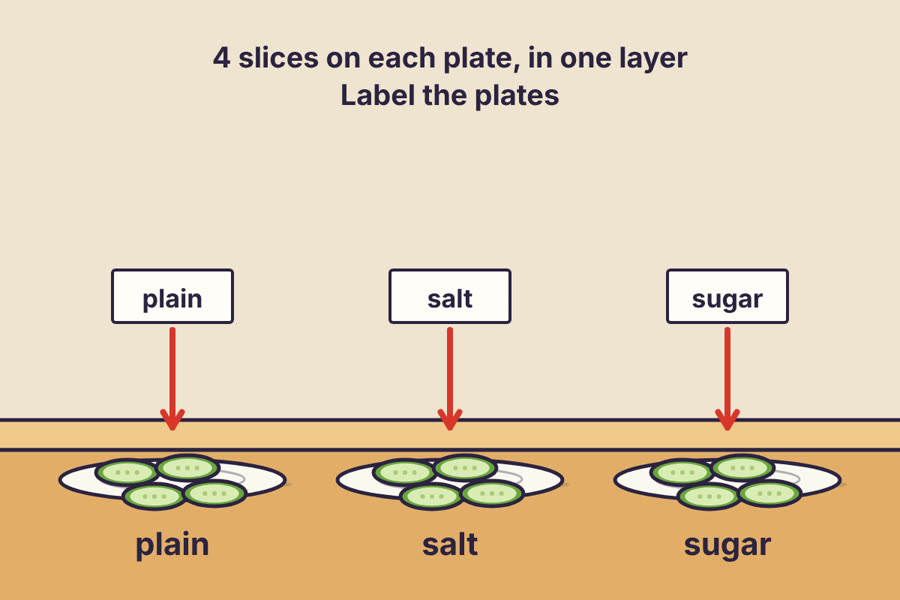 4 slices on each plate, in one layer
Label the plates
plain
salt
sugar
plain
salt
sugar